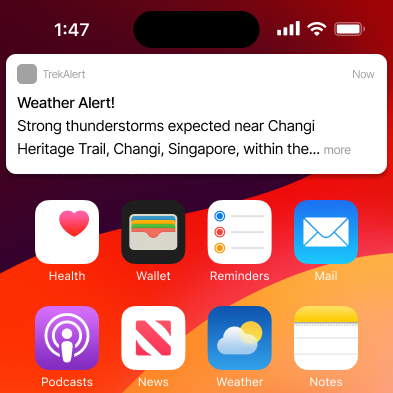 1:47
TrekAlert Now
Weather Alert!
Strong thunderstorms expected near Changi
Heritage Trail, Changi, Singapore, within the... more
Health Wallet Reminders Mail
Podcasts News Weather Notes